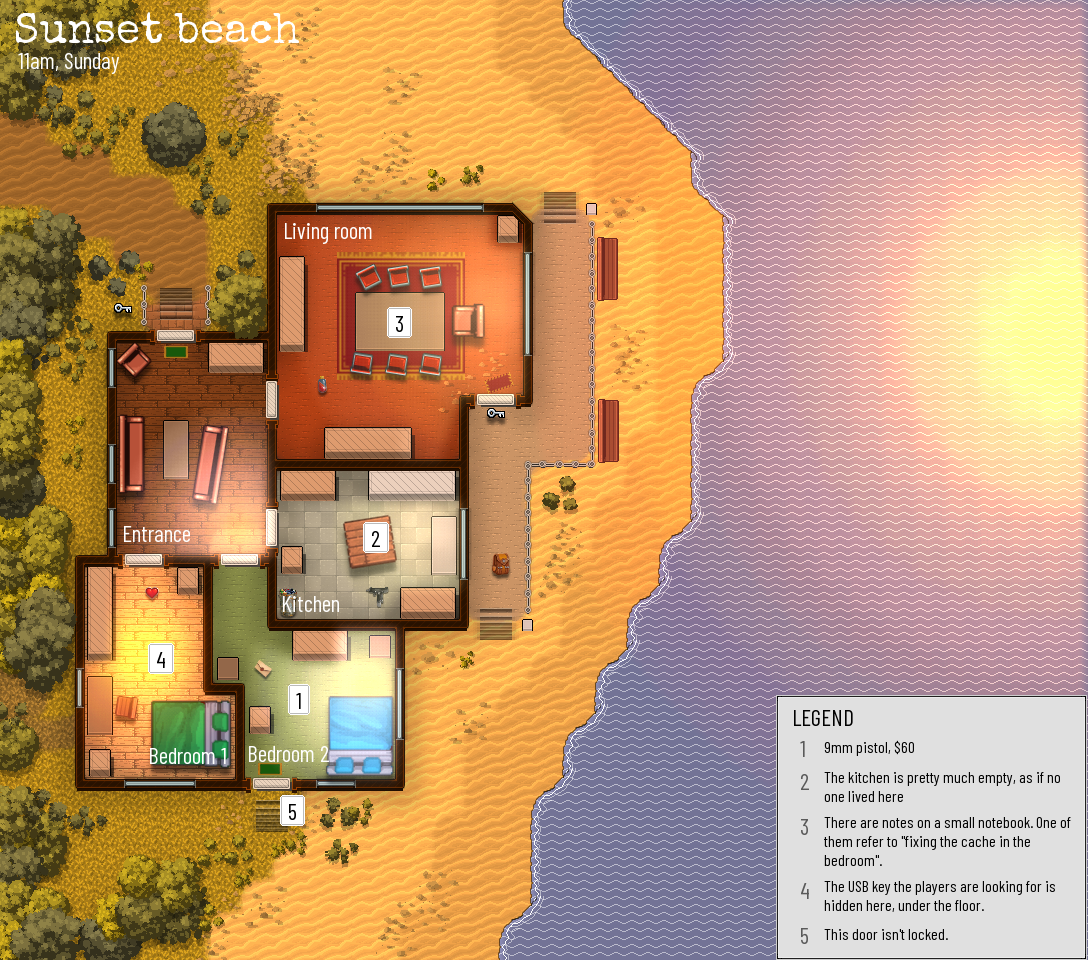 Sunset beach
11am, Sunday
Living room
3
Entrance
2
Kitchen
4
1
Bedroom 1
Bedroom 2
5
LEGEND
1 9mm pistol, $60
2 The kitchen is pretty much empty, as if no
one lived here
3 There are notes on a small notebook. One of
them refer to "fixing the cache in the
bedroom".
4 The USB key the players are looking for is
hidden here, under the floor.
5 This door isn't locked.